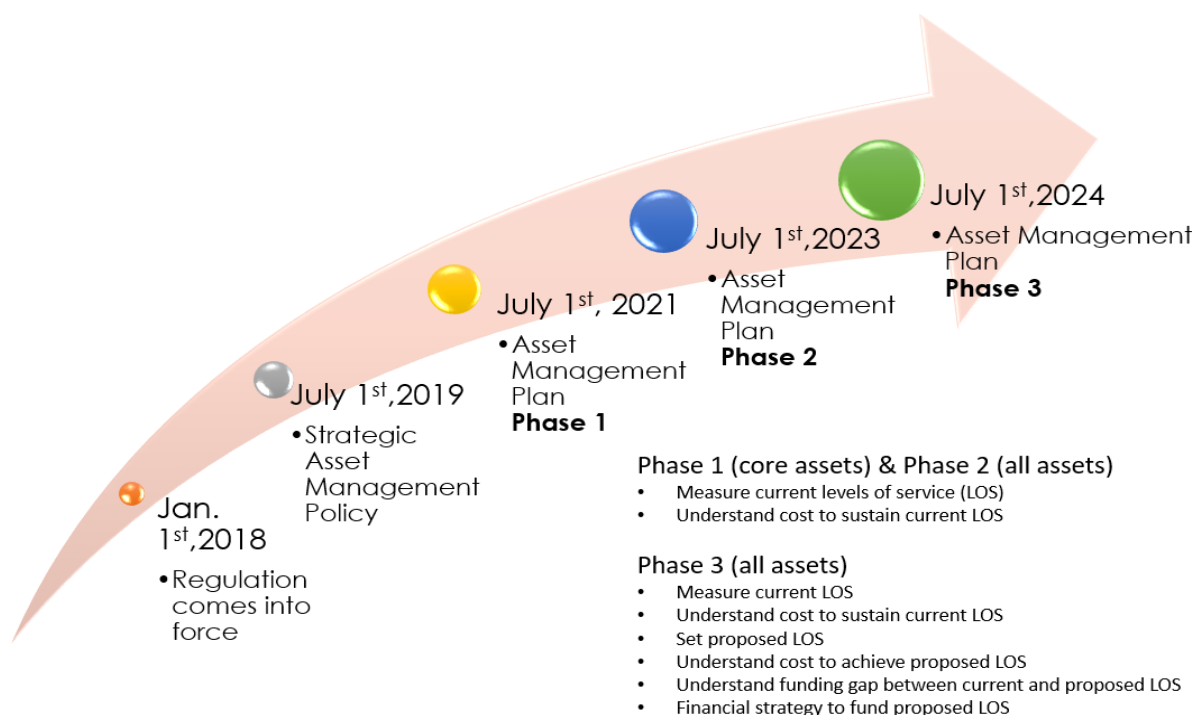 Jan.
1st,2018
•Regulation
comes into
force
July 1st,2019
•Strategic
Asset
Management
Policy
July 1st, 2021
•Asset
Management
Plan
Phase 1
July 1st,2023
•Asset
Management
Plan
Phase 2
July 1st,2024
•Asset Management
Plan
Phase 3
Phase 1 (core assets) & Phase 2 (all assets)
• Measure current levels of service (LOS)
• Understand cost to sustain current LOS
Phase 3 (all assets)
• Measure current LOS
• Understand cost to sustain current LOS
• Set proposed LOS
• Understand cost to achieve proposed LOS
• Understand funding gap between current and proposed LOS
• Financial strategy to fund proposed LOS